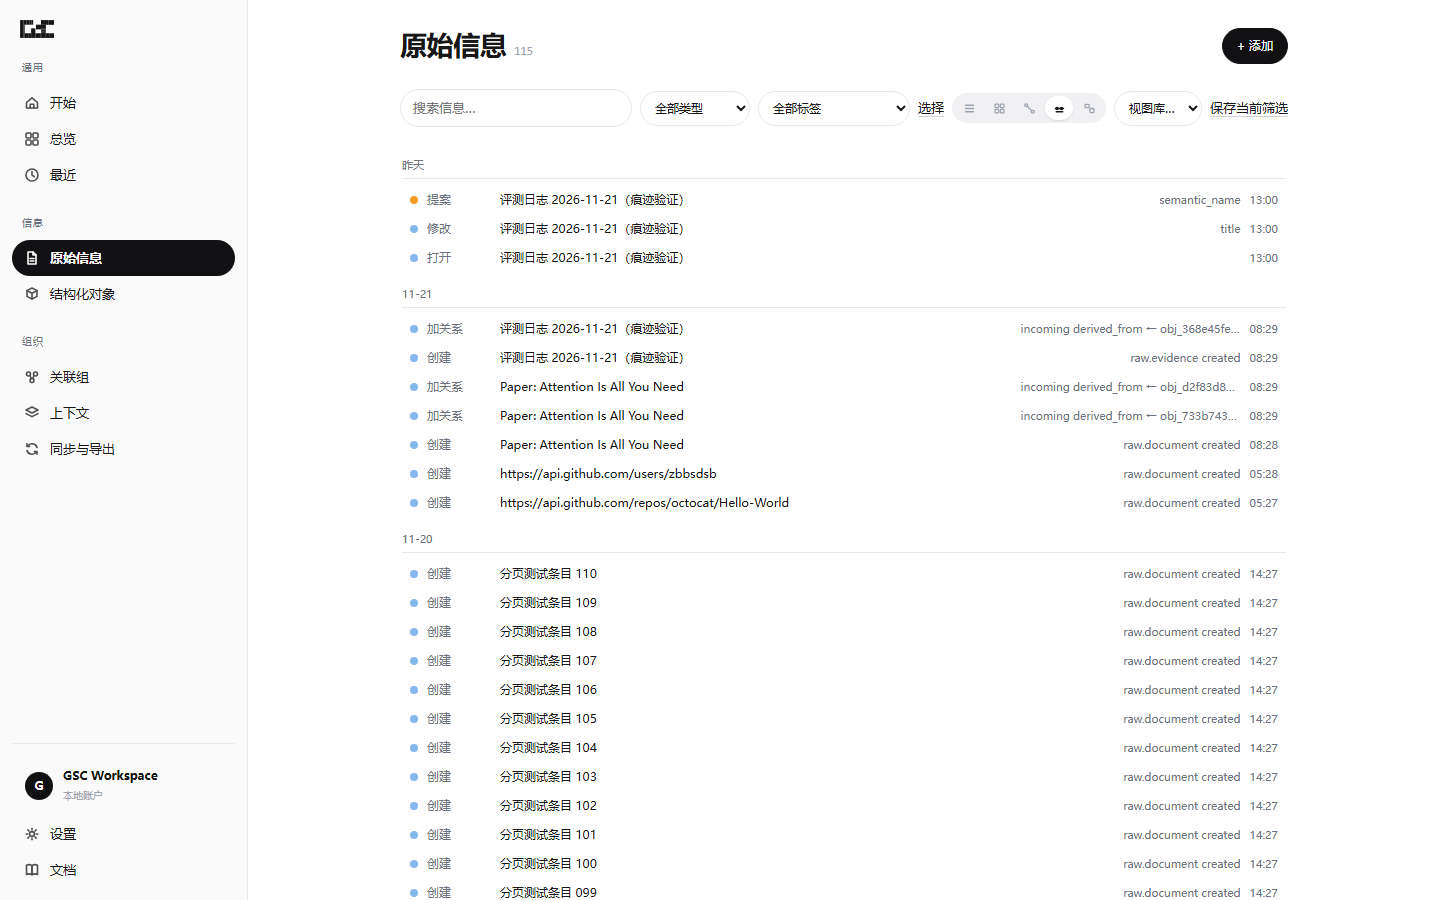 GSC
通用
开始
总览
最近
信息
原始信息
结构化对象
组织
关联组
上下文
同步与导出
G
GSC Workspace
本地账户
设置
文档
原始信息 115
+ 添加
搜索信息...
全部类型
全部标签
选择
视图库...
保存当前筛选
昨天
提案 评测日志 2026-11-21（痕迹验证） semantic_name 13:00
修改 评测日志 2026-11-21（痕迹验证） title 13:00
打开 评测日志 2026-11-21（痕迹验证） 13:00
11-21
加关系 评测日志 2026-11-21（痕迹验证） incoming derived_from ← obj_368e45fe... 08:29
创建 评测日志 2026-11-21（痕迹验证） raw.evidence created 08:29
加关系 Paper: Attention Is All You Need incoming derived_from ← obj_d2f83d8... 08:29
加关系 Paper: Attention Is All You Need incoming derived_from ← obj_733b743... 08:29
创建 Paper: Attention Is All You Need raw.document created 08:28
创建 https://api.github.com/users/zbbsdsb raw.document created 05:28
创建 https://api.github.com/repos/octocat/Hello-World raw.document created 05:27
11-20
创建 分页测试条目 110 raw.document created 14:27
创建 分页测试条目 109 raw.document created 14:27
创建 分页测试条目 108 raw.document created 14:27
创建 分页测试条目 107 raw.document created 14:27
创建 分页测试条目 106 raw.document created 14:27
创建 分页测试条目 105 raw.document created 14:27
创建 分页测试条目 104 raw.document created 14:27
创建 分页测试条目 103 raw.document created 14:27
创建 分页测试条目 102 raw.document created 14:27
创建 分页测试条目 101 raw.document created 14:27
创建 分页测试条目 100 raw.document created 14:27
创建 分页测试条目 099 raw.document created 14:27